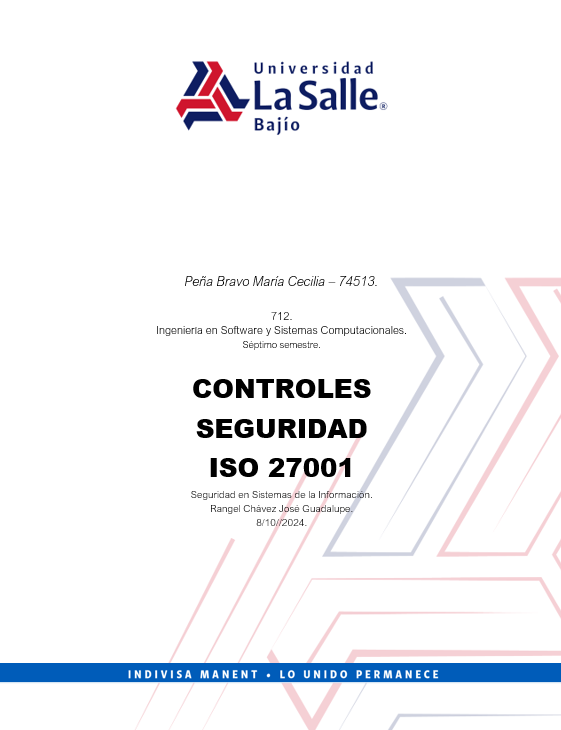 Universidad
La Salle®
Bajío
Peña Bravo María Cecilia – 74513.
712.
Ingeniería en Software y Sistemas Computacionales.
Séptimo semestre.
CONTROLES
SEGURIDAD
ISO 27001
Seguridad en Sistemas de la Información.
Rangel Chávez José Guadalupe.
8/10//2024.
INDIVISA MANENT • LO UNIDO PERMANECE